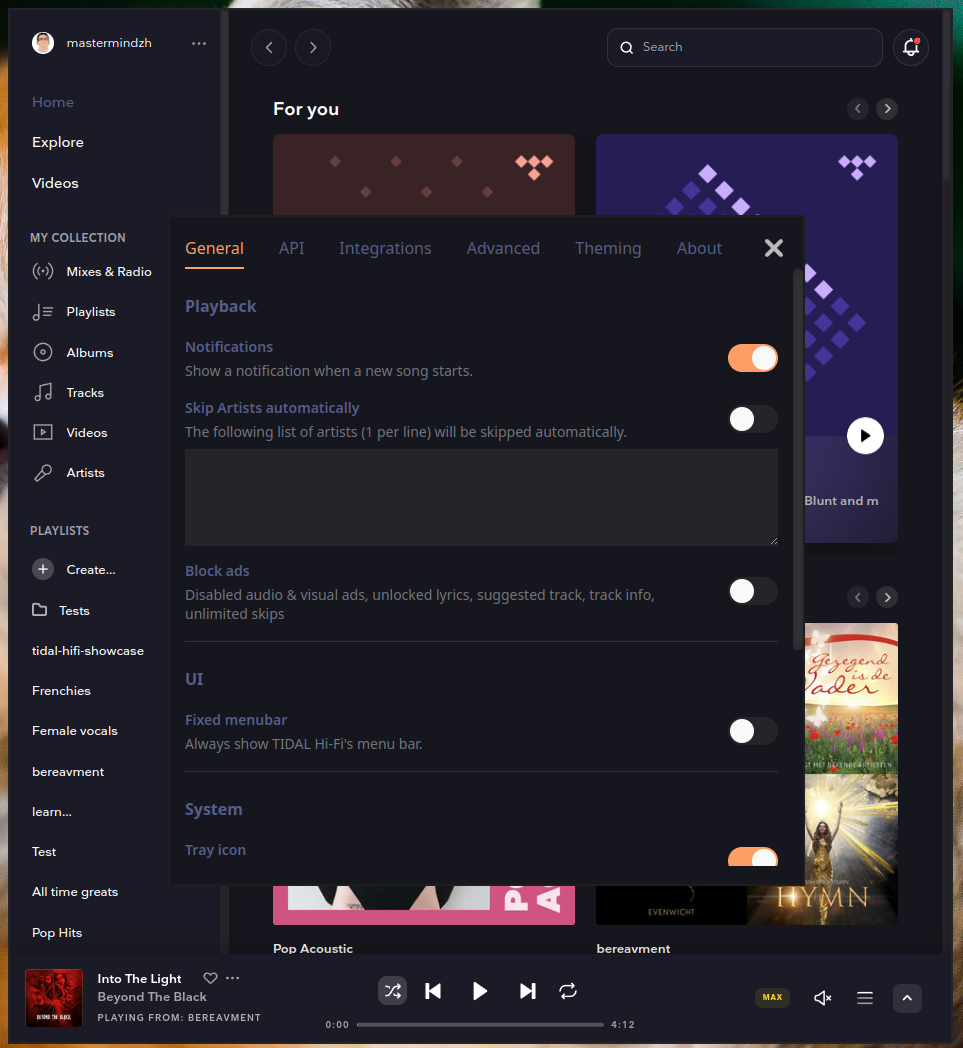 mastermindzh
Home
Explore
Videos
MY COLLECTION
Mixes & Radio
Playlists
Albums
Tracks
Videos
Artists
PLAYLISTS
Create...
Tests
tidal-hifi-showcase
Frenchies
Female vocals
bereavment
learn...
Test
All time greats
Pop Hits
Search
For you
Blunt and m
General API Integrations Advanced Theming About
Playback
Notifications
Show a notification when a new song starts.
Skip Artists automatically
The following list of artists (1 per line) will be skipped automatically.
Block ads
Disabled audio & visual ads, unlocked lyrics, suggested track, track info,
unlimited skips
UI
Fixed menubar
Always show TIDAL Hi-Fi's menu bar.
System
Tray icon
Gezegend
is de
Vader
EVENWICHT
HYMN
Pop Acoustic
bereavment
BEYOND THE BLACK
Into The Light
Beyond The Black
PLAYING FROM: BEREAVMENT
0:00
4:12
MAX